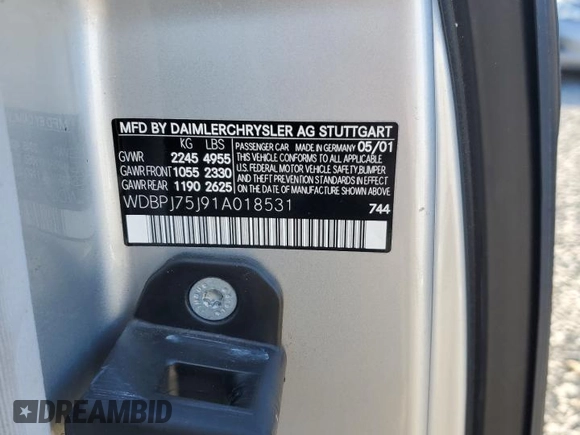 MFD BY DAIMLERCHRYSLER AG STUTTGART
KG LBS
GVWR 2245 4955
GAWR FRONT 1055 2330
GAWR REAR 1190 2625
PASSENGER CAR MADE IN GERMANY 05/01
THIS VEHICLE CONFORMS TO ALL APPLICABLE
U.S. FEDERAL MOTOR VEHICLE SAFETY, BUMPER
AND THEFT PREVENTION STANDARDS IN EFFECT
ON THE DATE OF MANUFACTURE SHOWN ABOVE
WDBPJ75J91A018531 744
DREAMBID